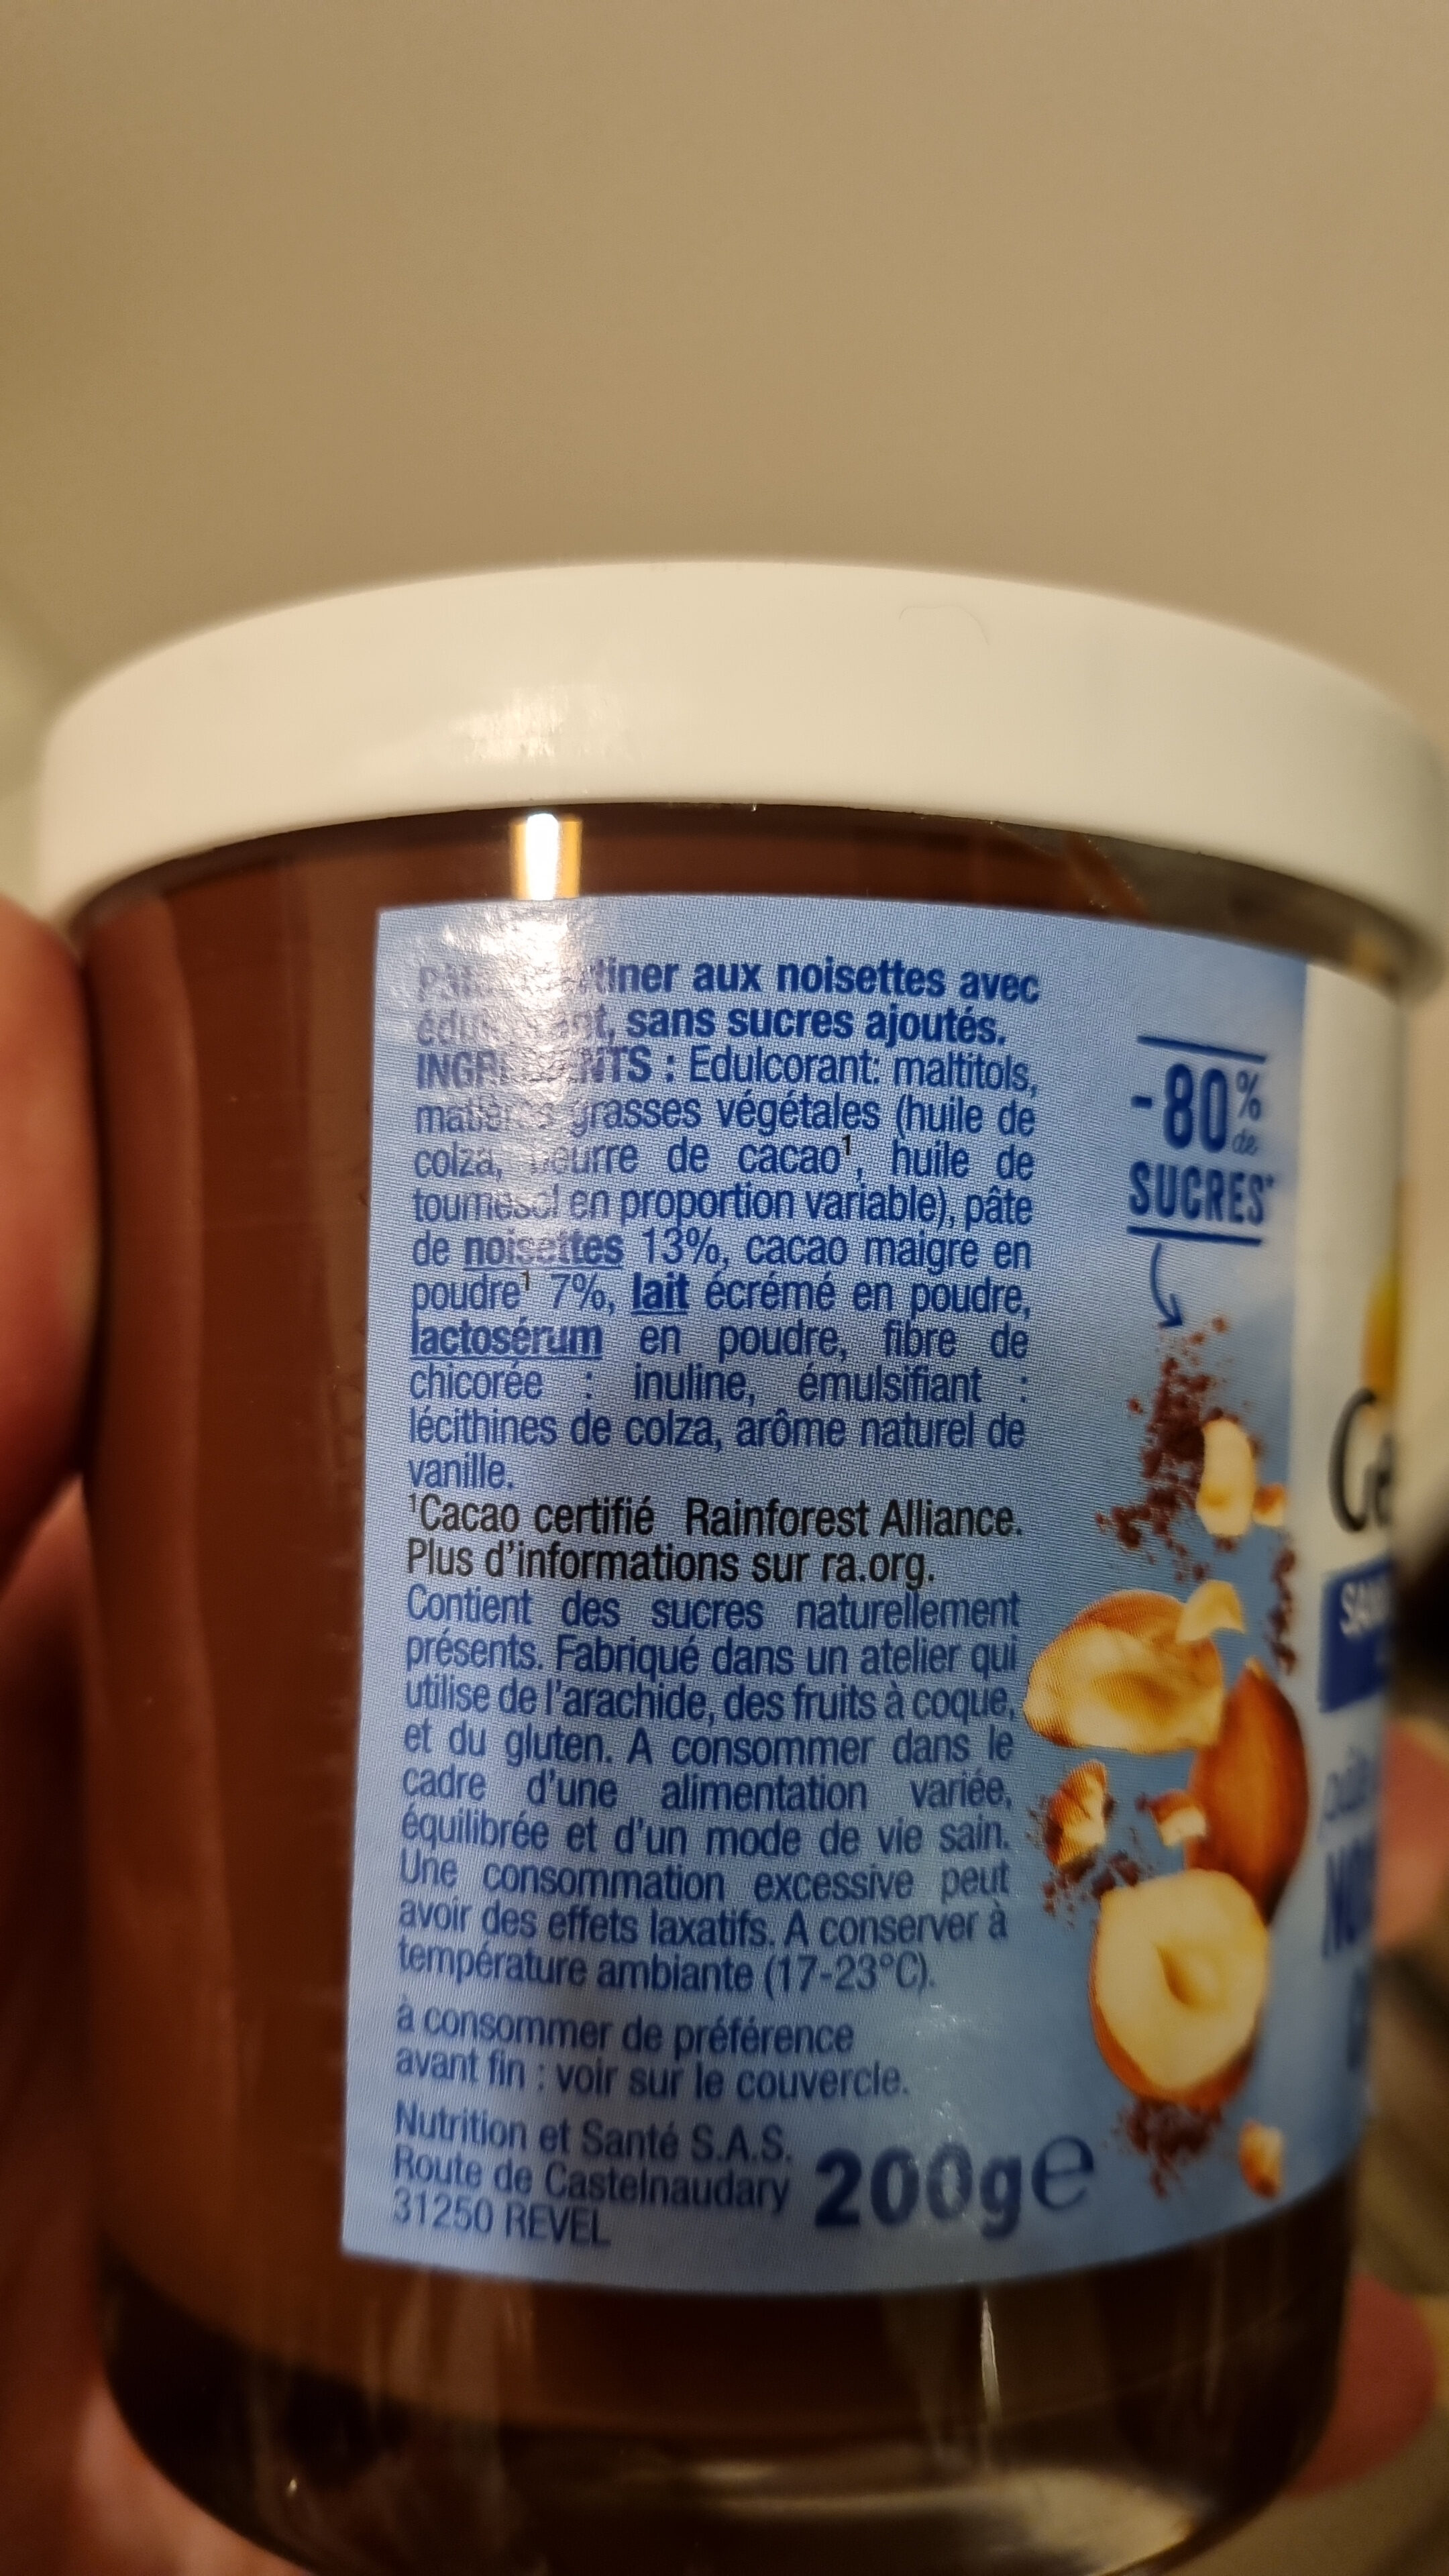 aux noisettes avec
sans sucres ajoutés.
INGRÉDIENTS : Edulcorant: maltitols,
matières grasses végétales (huile de
colza, beurre de cacao¹, huile de
tournesol en proportion variable), pâte
de noisettes 13%, cacao maigre en
poudre¹ 7%, lait écrémé en poudre,
lactosérum en poudre, fibre de
chicorée : inuline, émulsifiant :
lécithines de colza, arôme naturel de
vanille.
¹Cacao certifié Rainforest Alliance.
Plus d'informations sur ra.org.
Contient des sucres naturellement
présents. Fabriqué dans un atelier qui
utilise de l'arachide, des fruits à coque,
et du gluten. A consommer dans le
cadre d'une alimentation variée,
équilibrée et d'un mode de vie sain.
Une consommation excessive peut
avoir des effets laxatifs. A conserver à
température ambiante (17-23°C).
à consommer de préférence
avant fin : voir sur le couvercle.
Nutrition et Santé S.A.S.
Route de Castelnaudary
31250 REVEL
200g℮
-80%
de
SUCRES*